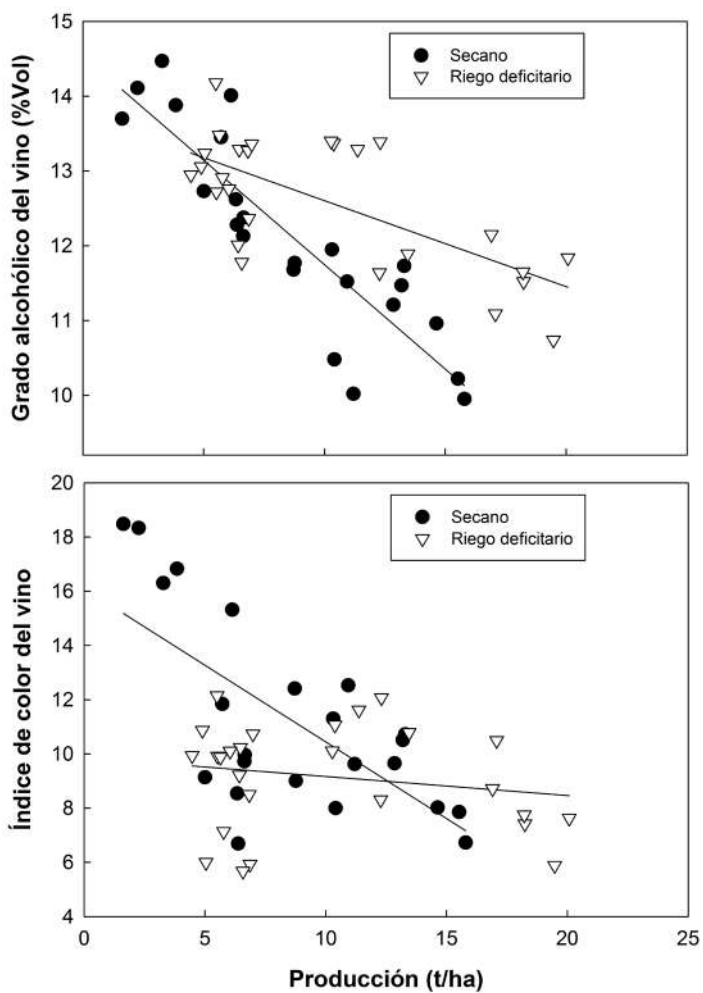 Grado alcohólico del vino (%Vol)
15
14
13
12
11
10
Secano
Riego deficitario
Índice de color del vino
20
18
16
14
12
10
8
6
4
Secano
Riego deficitario
0 5 10 15 20 25
Producción (t/ha)